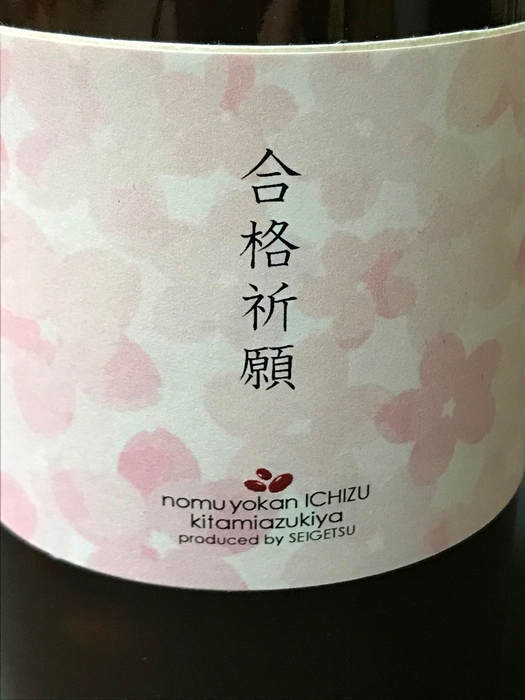 合格祈願
nomu yokan ICHIZU
kitamiazukiya
produced by SEIGETSU